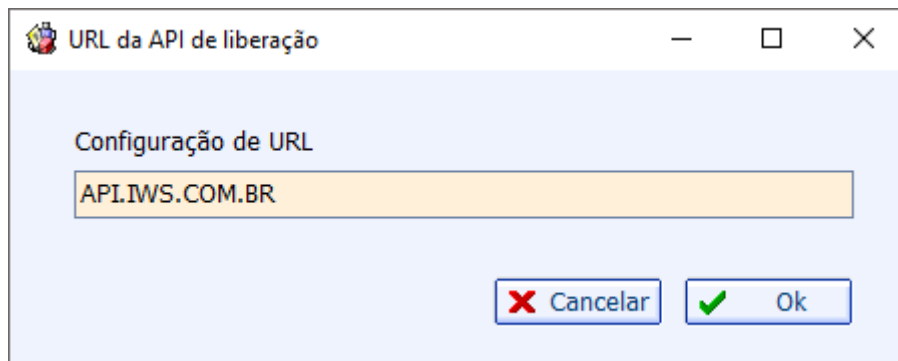 URL da API de liberação
Configuração de URL
API.IWS.COM.BR
Cancelar Ok